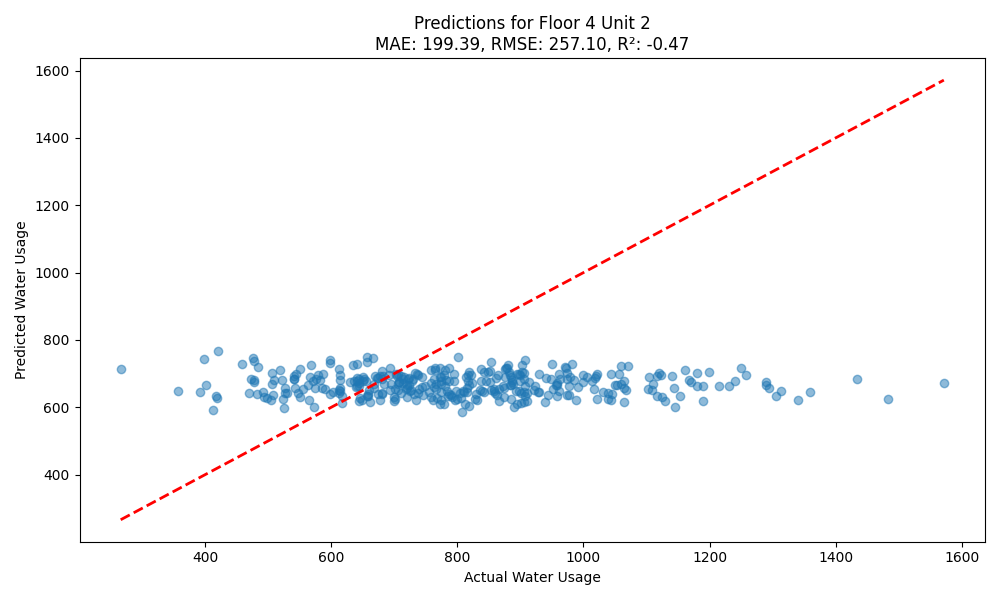 Predictions for Floor 4 Unit 2
MAE: 199.39, RMSE: 257.10, R²: -0.47
Predicted Water Usage
1600
1400
1200
1000
800
600
400
400 600 800 1000 1200 1400 1600
Actual Water Usage